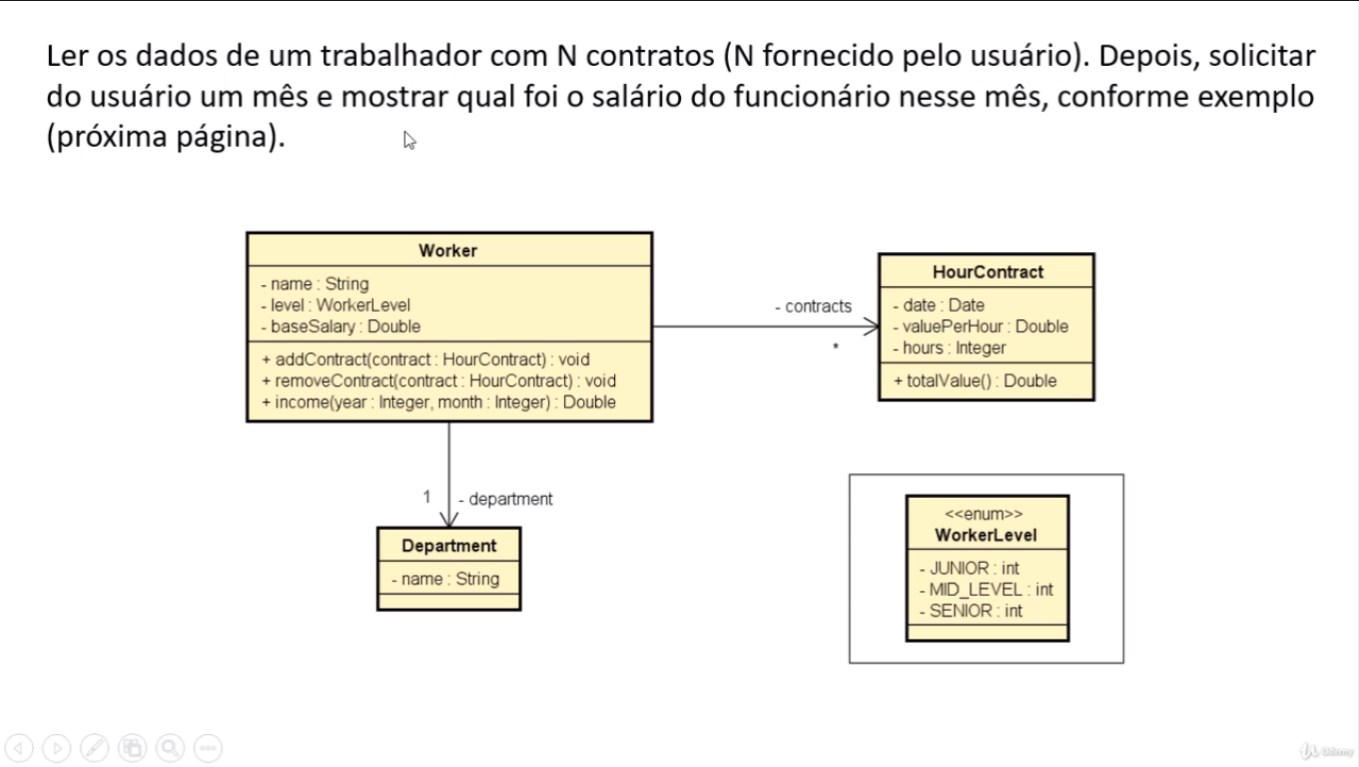 Ler os dados de um trabalhador com N contratos (N fornecido pelo usuário). Depois, solicitar
do usuário um mês e mostrar qual foi o salário do funcionário nesse mês, conforme exemplo
(próxima página).
Worker
- name : String
- level : WorkerLevel
- baseSalary : Double
+ addContract(contract : HourContract) : void
+ removeContract(contract : HourContract) : void
+ income(year : Integer, month : Integer) : Double
- contracts
*
HourContract
- date : Date
- valuePerHour : Double
- hours : Integer
+ totalValue() : Double
1
- department
Department
- name : String
<<enum>>
WorkerLevel
- JUNIOR : int
- MID_LEVEL : int
- SENIOR : int
Udemy